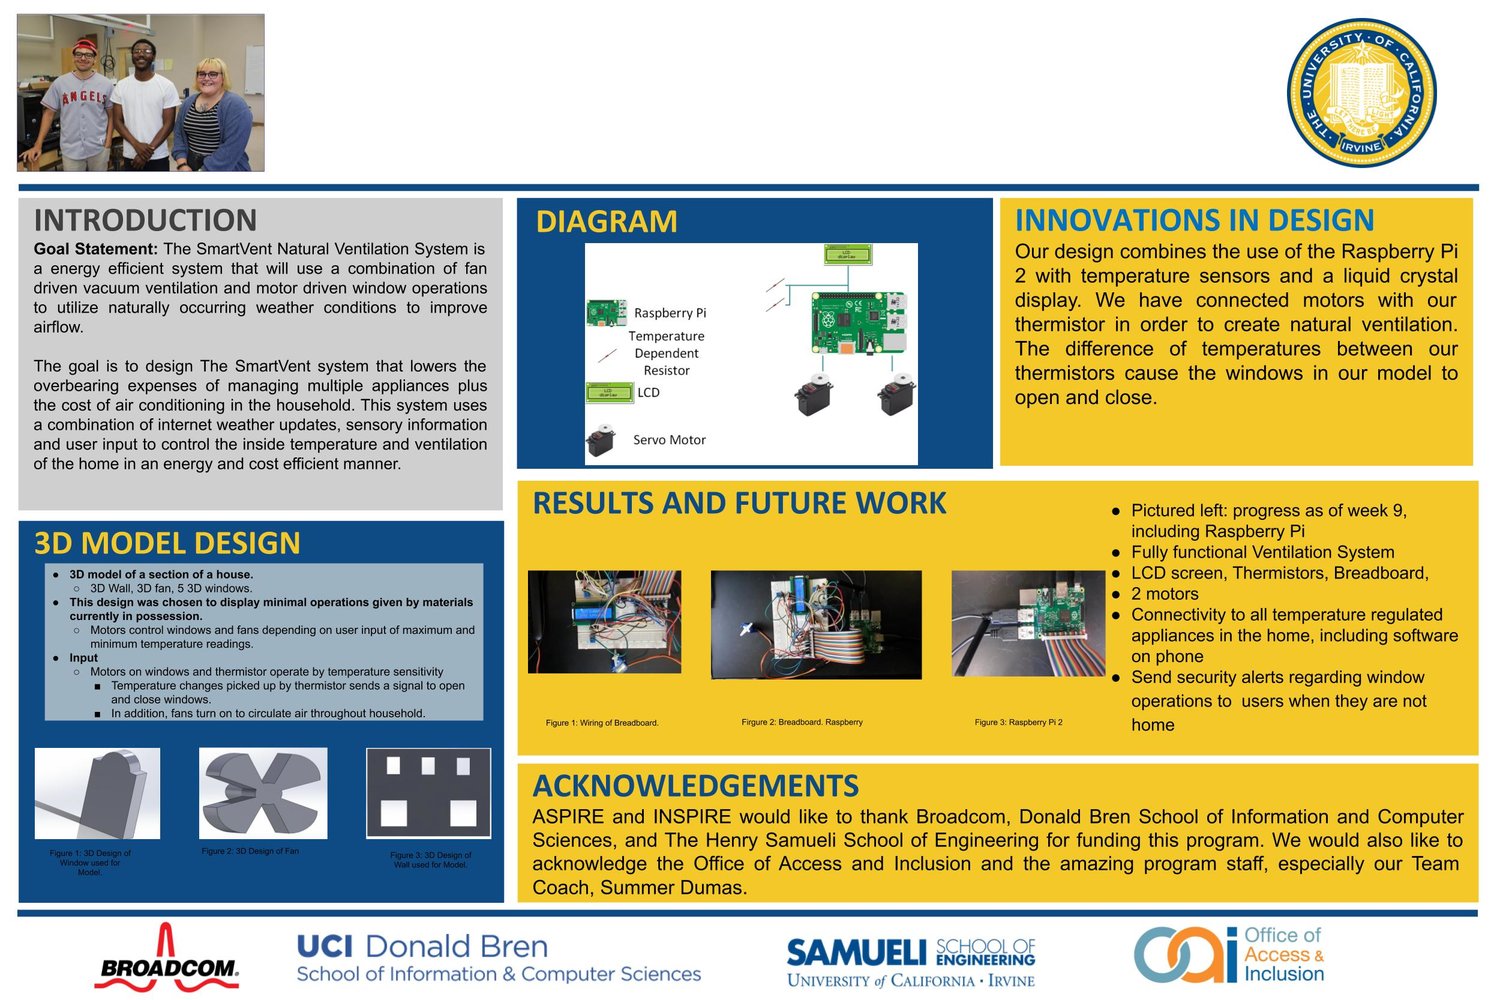 ANGELS
THE · UNIVERSITY · OF · CALIFORNIA ·
LET THERE BE LIGHT
IRVINE
INTRODUCTION
Goal Statement: The SmartVent Natural Ventilation System is
a energy efficient system that will use a combination of fan
driven vacuum ventilation and motor driven window operations
to utilize naturally occurring weather conditions to improve
airflow.
The goal is to design The SmartVent system that lowers the
overbearing expenses of managing multiple appliances plus
the cost of air conditioning in the household. This system uses
a combination of internet weather updates, sensory information
and user input to control the inside temperature and ventilation
of the home in an energy and cost efficient manner.
3D MODEL DESIGN
● 3D model of a section of a house.
○ 3D Wall, 3D fan, 5 3D windows.
● This design was chosen to display minimal operations given by materials
currently in possession.
○ Motors control windows and fans depending on user input of maximum and
minimum temperature readings.
● Input
○ Motors on windows and thermistor operate by temperature sensitivity
■ Temperature changes picked up by thermistor sends a signal to open
and close windows.
■ In addition, fans turn on to circulate air throughout household.
Figure 1: 3D Design of
Window used for
Model.
Figure 2: 3D Design of Fan
Figure 3: 3D Design of
Wall used for Model.
DIAGRAM
Raspberry Pi
Temperature
Dependent
Resistor
LCD
Servo Motor
INNOVATIONS IN DESIGN
Our design combines the use of the Raspberry Pi
2 with temperature sensors and a liquid crystal
display. We have connected motors with our
thermistor in order to create natural ventilation.
The difference of temperatures between our
thermistors cause the windows in our model to
open and close.
RESULTS AND FUTURE WORK
Figure 1: Wiring of Breadboard.
Firgure 2: Breadboard. Raspberry
Figure 3: Raspberry Pi 2
● Pictured left: progress as of week 9,
including Raspberry Pi
● Fully functional Ventilation System
● LCD screen, Thermistors, Breadboard,
● 2 motors
● Connectivity to all temperature regulated
appliances in the home, including software
on phone
● Send security alerts regarding window
operations to users when they are not
home
ACKNOWLEDGEMENTS
ASPIRE and INSPIRE would like to thank Broadcom, Donald Bren School of Information and Computer
Sciences, and The Henry Samueli School of Engineering for funding this program. We would also like to
acknowledge the Office of Access and Inclusion and the amazing program staff, especially our Team
Coach, Summer Dumas.
BROADCOM.
UCI Donald Bren
School of Information & Computer Sciences
SAMUELI SCHOOL OF
ENGINEERING
UNIVERSITY of CALIFORNIA · IRVINE
oai Office of
Access &
Inclusion